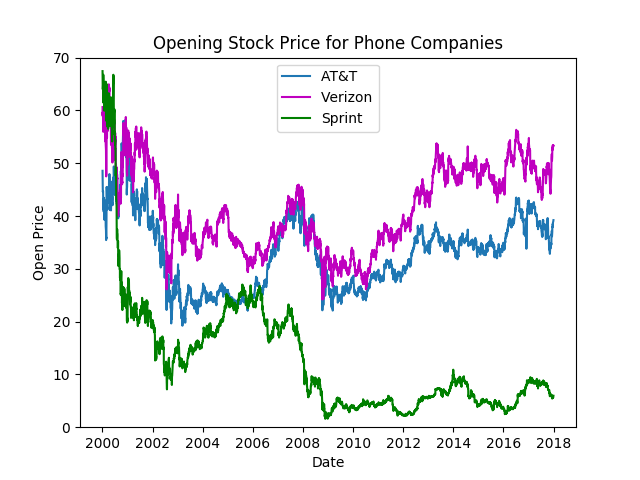 Opening Stock Price for Phone Companies
AT&T
Verizon
Sprint
Open Price
70
60
50
40
30
20
10
0
2000 2002 2004 2006 2008 2010 2012 2014 2016 2018
Date